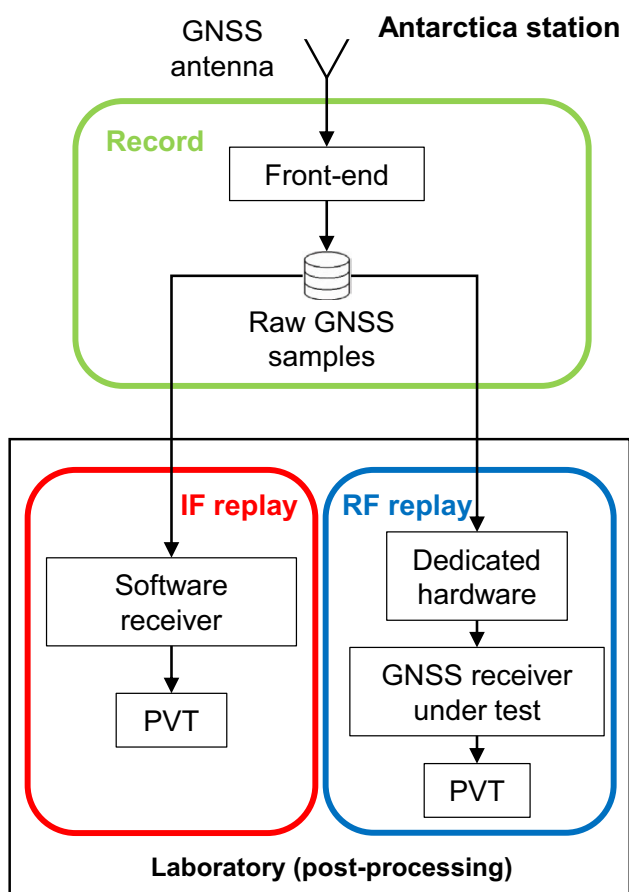 GNSS
antenna
Antarctica station
Record
Front-end
Raw GNSS
samples
IF replay
Software
receiver
PVT
RF replay
Dedicated
hardware
GNSS receiver
under test
PVT
Laboratory (post-processing)